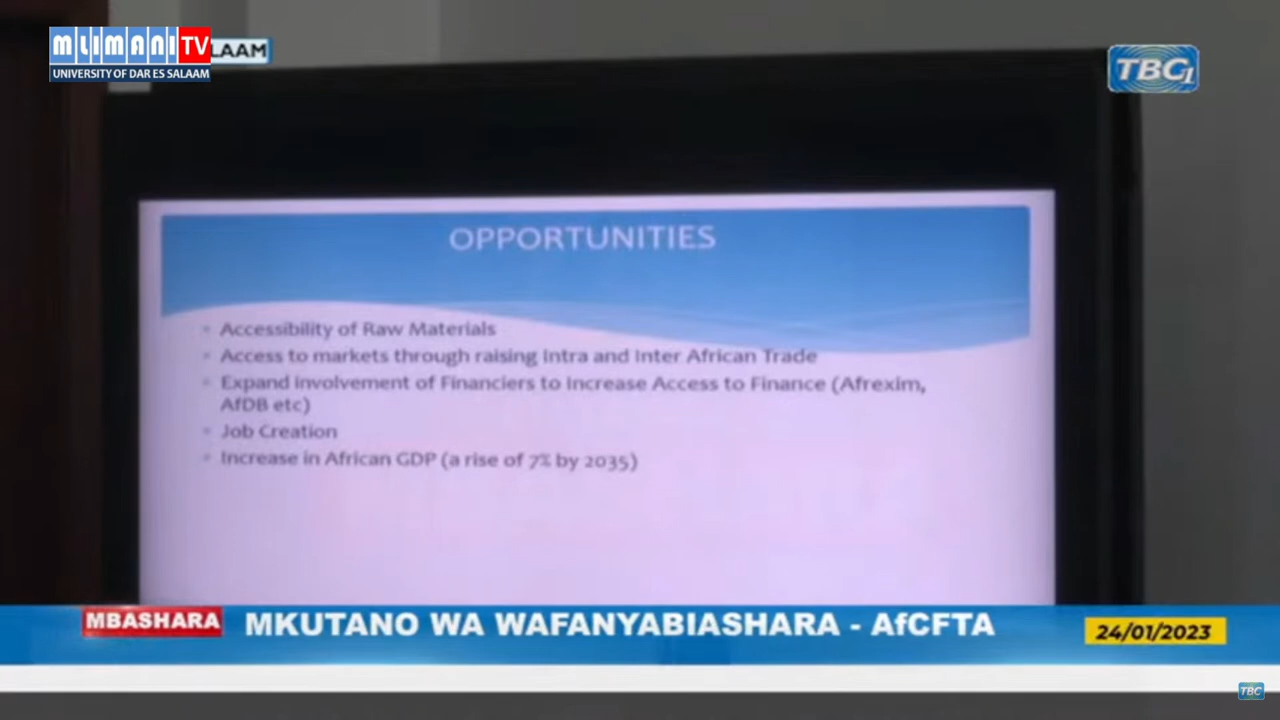 MLIMANI TV
UNIVERSITY OF DAR ES SALAAM
LAAM
TBC1
OPPORTUNITIES
Accessibility of Raw Materials
Access to markets through raising Intra and Inter African Trade
Expand involvement of Financiers to Increase Access to Finance (Afrexim,
AfDB etc)
Job Creation
Increase in African GDP (a rise of 7% by 2035)
MBASHARA
MKUTANO WA WAFANYABIASHARA - AfCFTA
24/01/2023
TBC